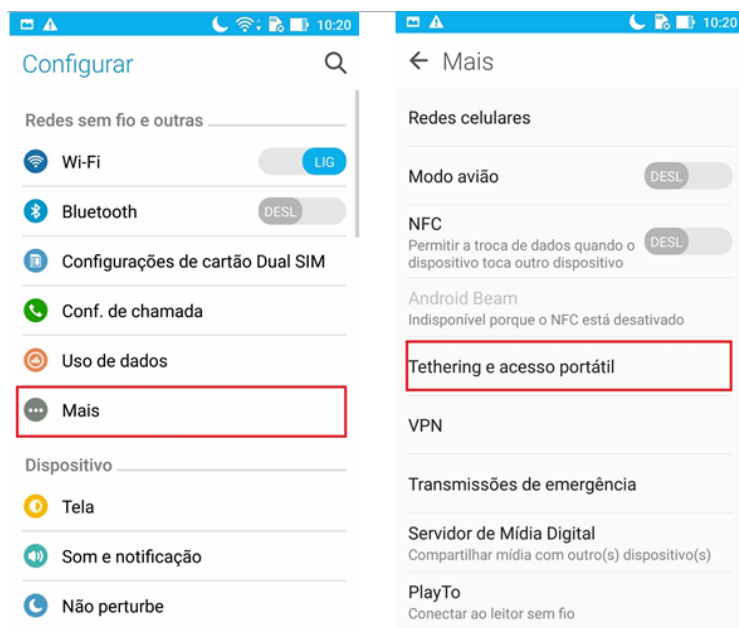 10:20
Configurar
Redes sem fio e outras
Wi-Fi
LIG
Bluetooth
DESL
Configurações de cartão Dual SIM
Conf. de chamada
Uso de dados
Mais
Dispositivo
Tela
Som e notificação
Não perturbe
10:20
Mais
Redes celulares
Modo avião
DESL
NFC
Permitir a troca de dados quando o
dispositivo toca outro dispositivo
DESL
Android Beam
Indisponível porque o NFC está desativado
Tethering e acesso portátil
VPN
Transmissões de emergência
Servidor de Mídia Digital
Compartilhar mídia com outro(s) dispositivo(s)
PlayTo
Conectar ao leitor sem fio